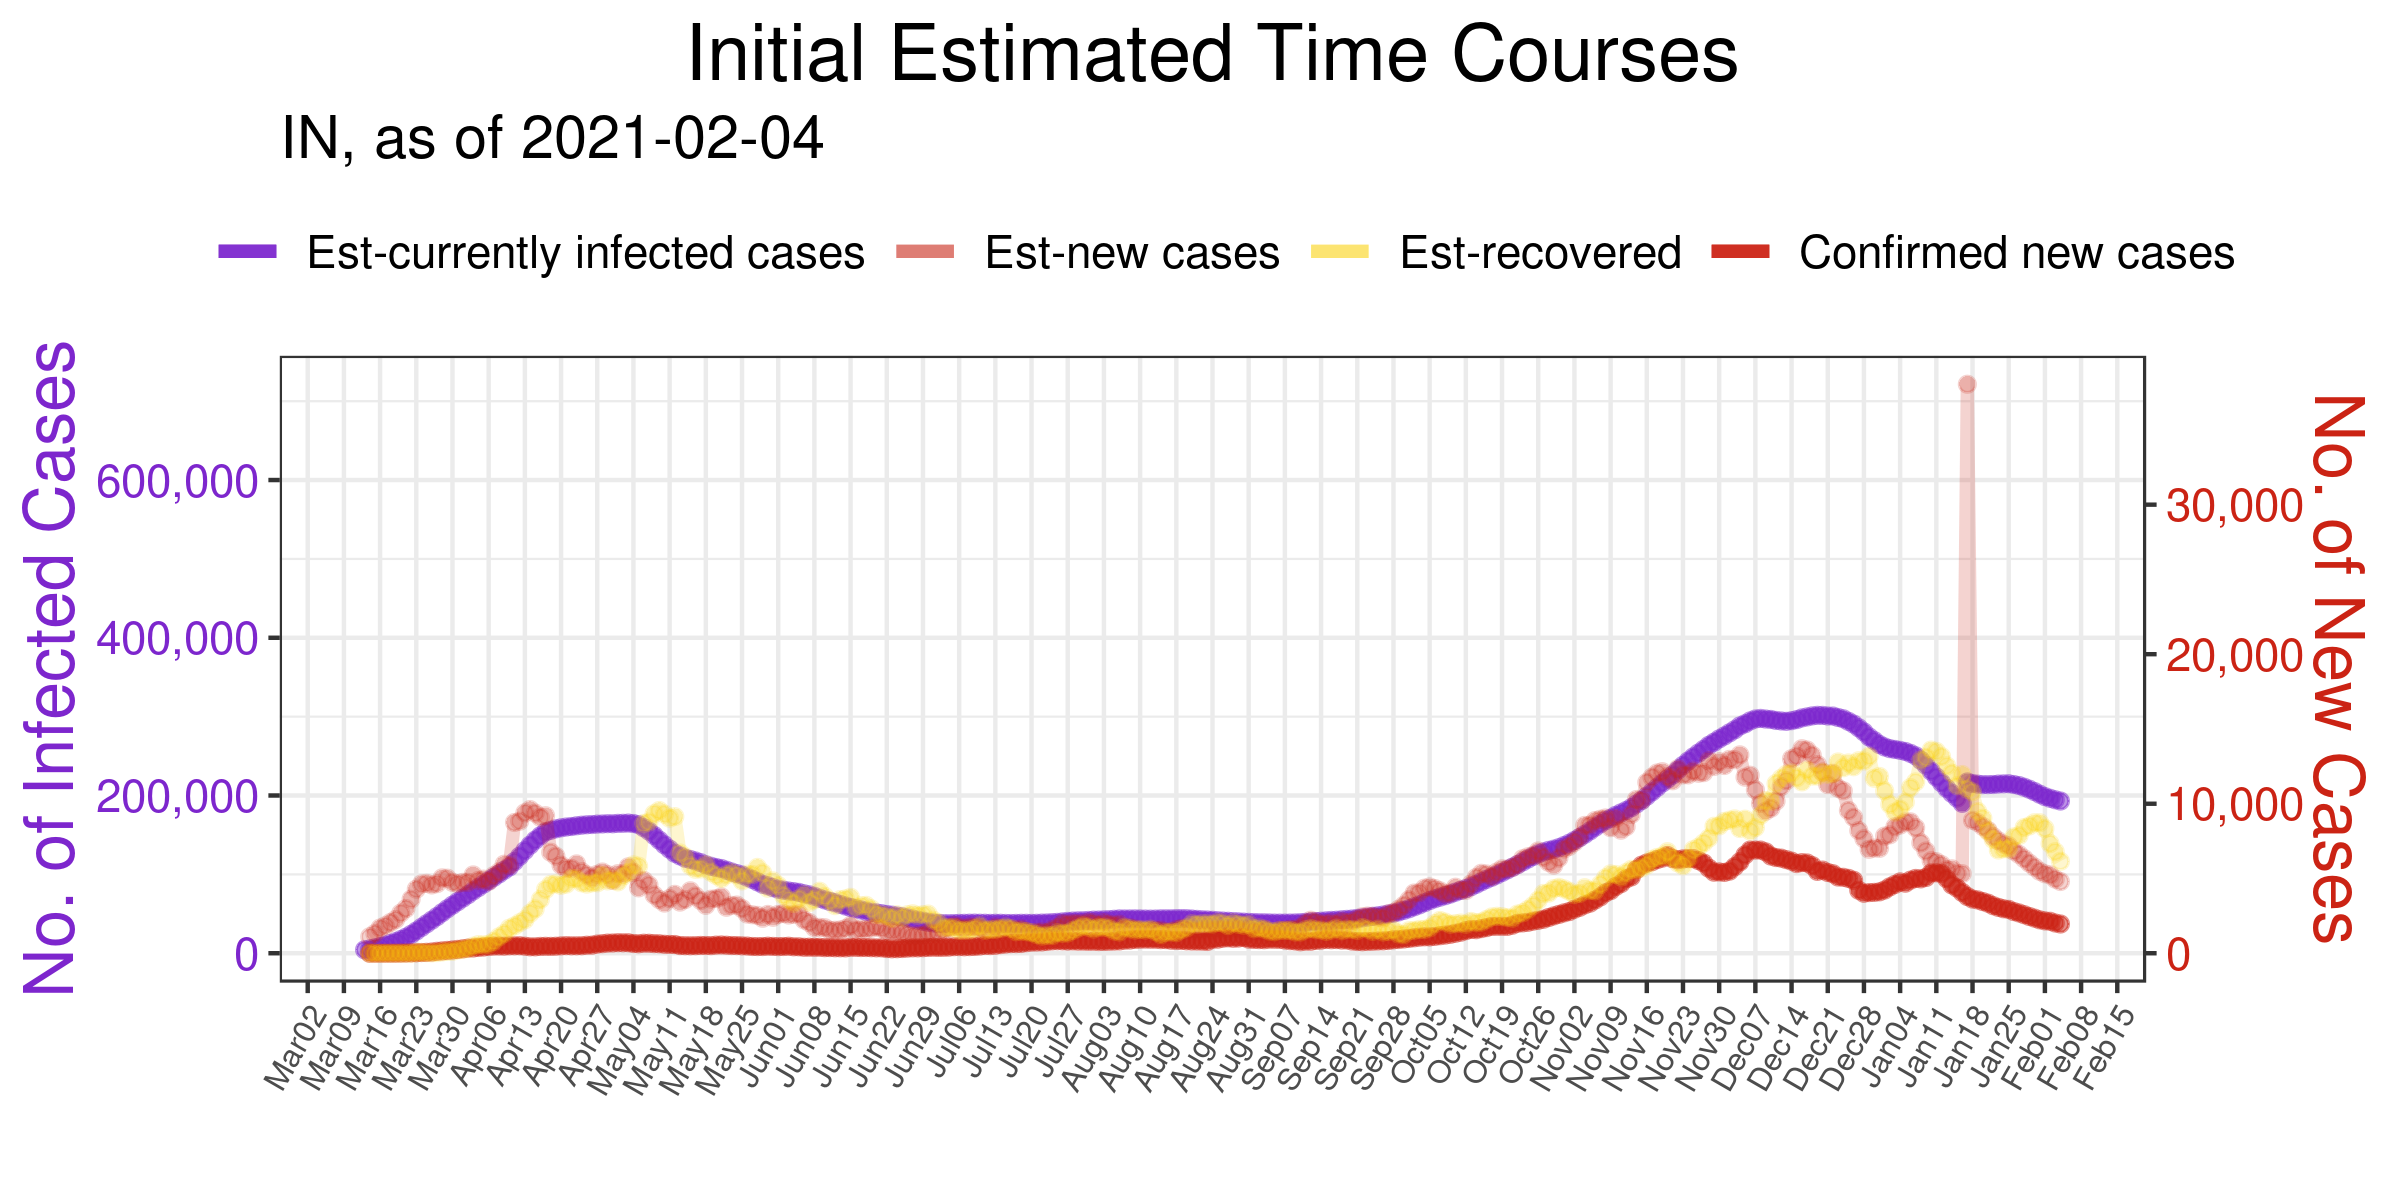 Initial Estimated Time Courses
IN, as of 2021-02-04
Est-currently infected cases
Est-new cases
Est-recovered
Confirmed new cases
No. of Infected Cases
600,000
400,000
200,000
0
30,000
20,000
10,000
0
No. of New Cases
Mar02
Mar09
Mar16
Mar23
Mar30
Apr06
Apr13
Apr20
Apr27
May04
May11
May18
May25
Jun01
Jun08
Jun15
Jun22
Jun29
Jul06
Jul13
Jul20
Jul27
Aug03
Aug10
Aug17
Aug24
Aug31
Sep07
Sep14
Sep21
Sep28
Oct05
Oct12
Oct19
Oct26
Nov02
Nov09
Nov16
Nov23
Nov30
Dec07
Dec14
Dec21
Dec28
Jan04
Jan11
Jan18
Jan25
Feb01
Feb08
Feb15